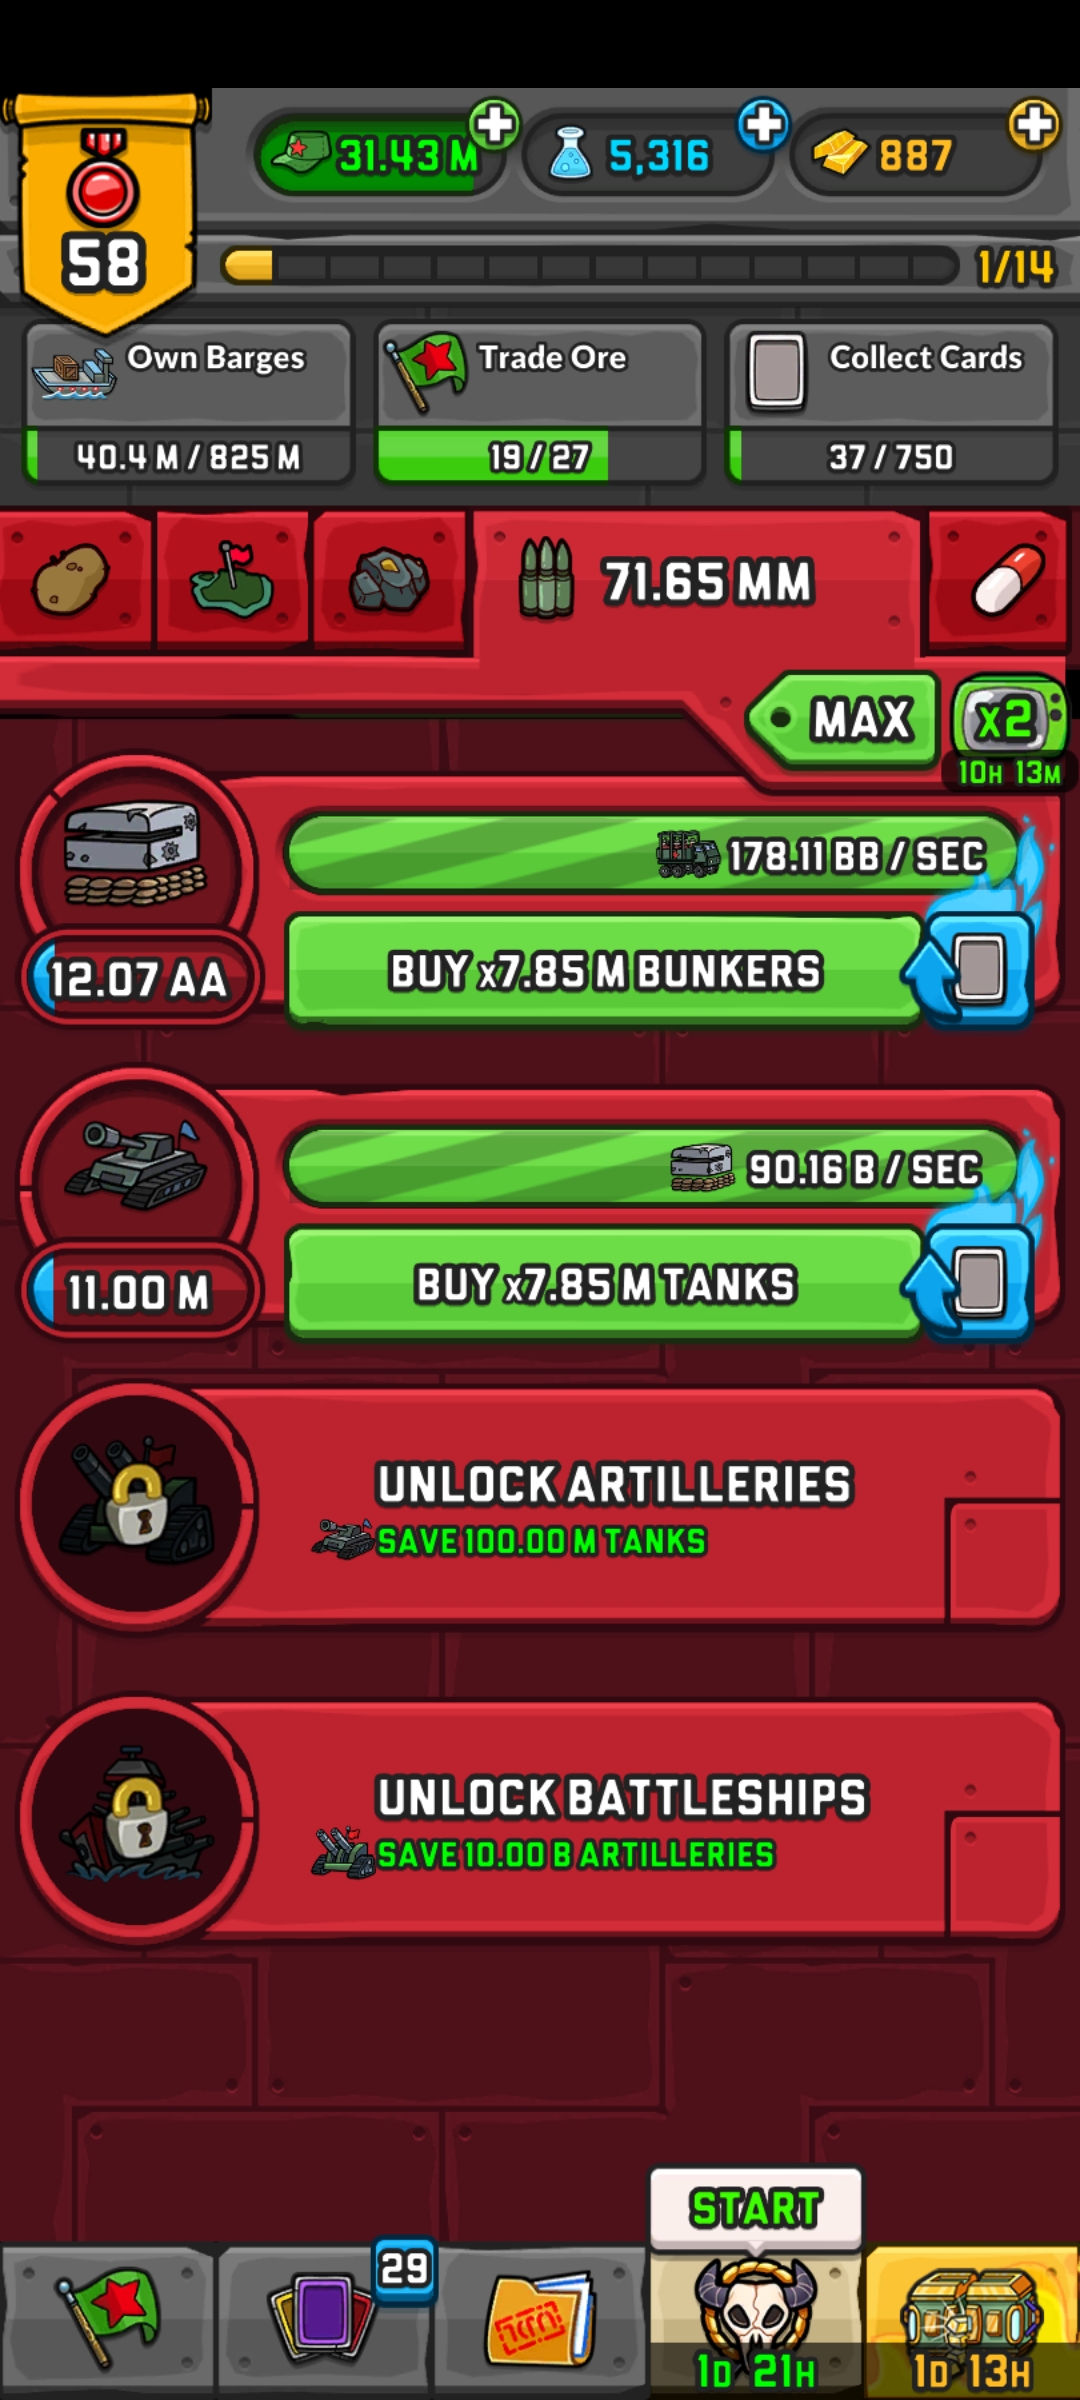 58
31.43 M
5,316
887
1/14
Own Barges
40.4 M / 825 M
Trade Ore
19 / 27
Collect Cards
37 / 750
71.65 MM
MAX
x2
10H 13M
178.11 BB / SEC
12.07 AA
BUY x7.85 M BUNKERS
90.16 B / SEC
11.00 M
BUY x7.85 M TANKS
UNLOCK ARTILLERIES
SAVE 100.00 M TANKS
UNLOCK BATTLESHIPS
SAVE 10.00 B ARTILLERIES
START
29
1D 21H
1D 13H